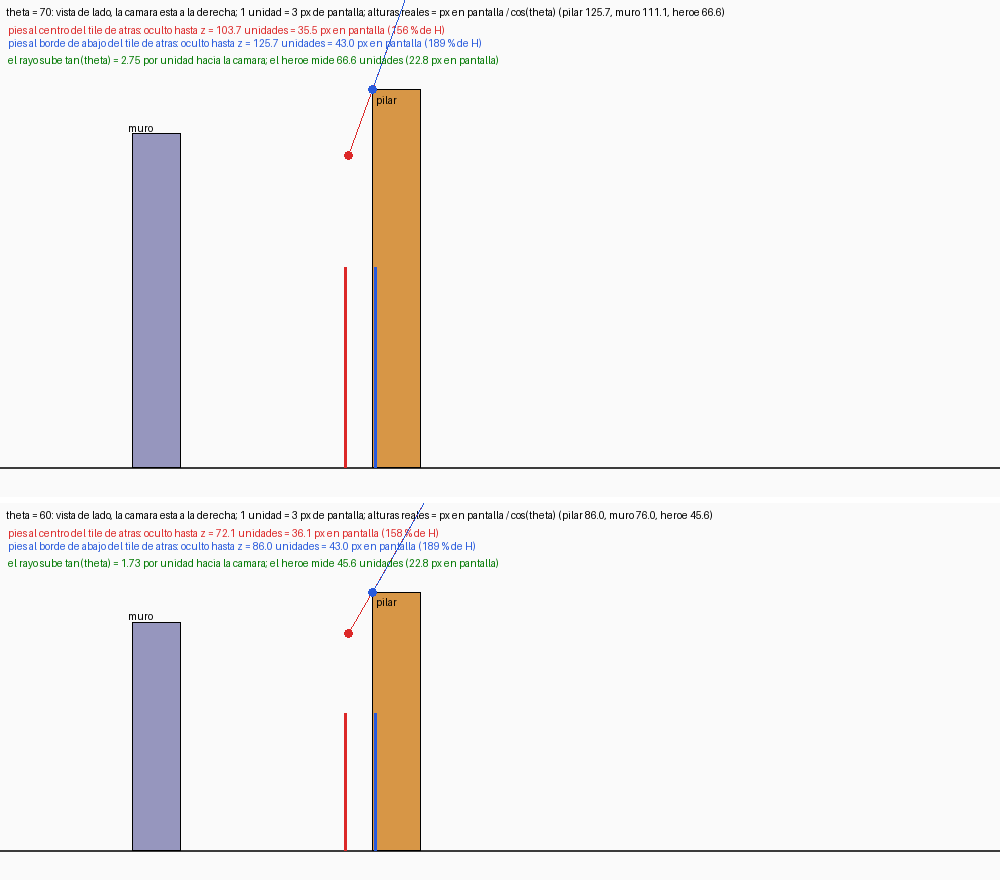 theta = 70: vista de lado, la camara esta a la derecha; 1 unidad = 3 px de pantalla; alturas reales = px en pantalla / cos(theta) (pilar 125.7, muro 111.1, heroe 66.6)
pies al centro del tile de atras: oculto hasta z = 103.7 unidades = 35.5 px en pantalla (156 % de H)
pies al borde de abajo del tile de atras: oculto hasta z = 125.7 unidades = 43.0 px en pantalla (189 % de H)
el rayo sube tan(theta) = 2.75 por unidad hacia la camara; el heroe mide 66.6 unidades (22.8 px en pantalla)
pilar
muro
theta = 60: vista de lado, la camara esta a la derecha; 1 unidad = 3 px de pantalla; alturas reales = px en pantalla / cos(theta) (pilar 86.0, muro 76.0, heroe 45.6)
pies al centro del tile de atras: oculto hasta z = 72.1 unidades = 36.1 px en pantalla (158 % de H)
pies al borde de abajo del tile de atras: oculto hasta z = 86.0 unidades = 43.0 px en pantalla (189 % de H)
el rayo sube tan(theta) = 1.73 por unidad hacia la camara; el heroe mide 45.6 unidades (22.8 px en pantalla)
pilar
muro